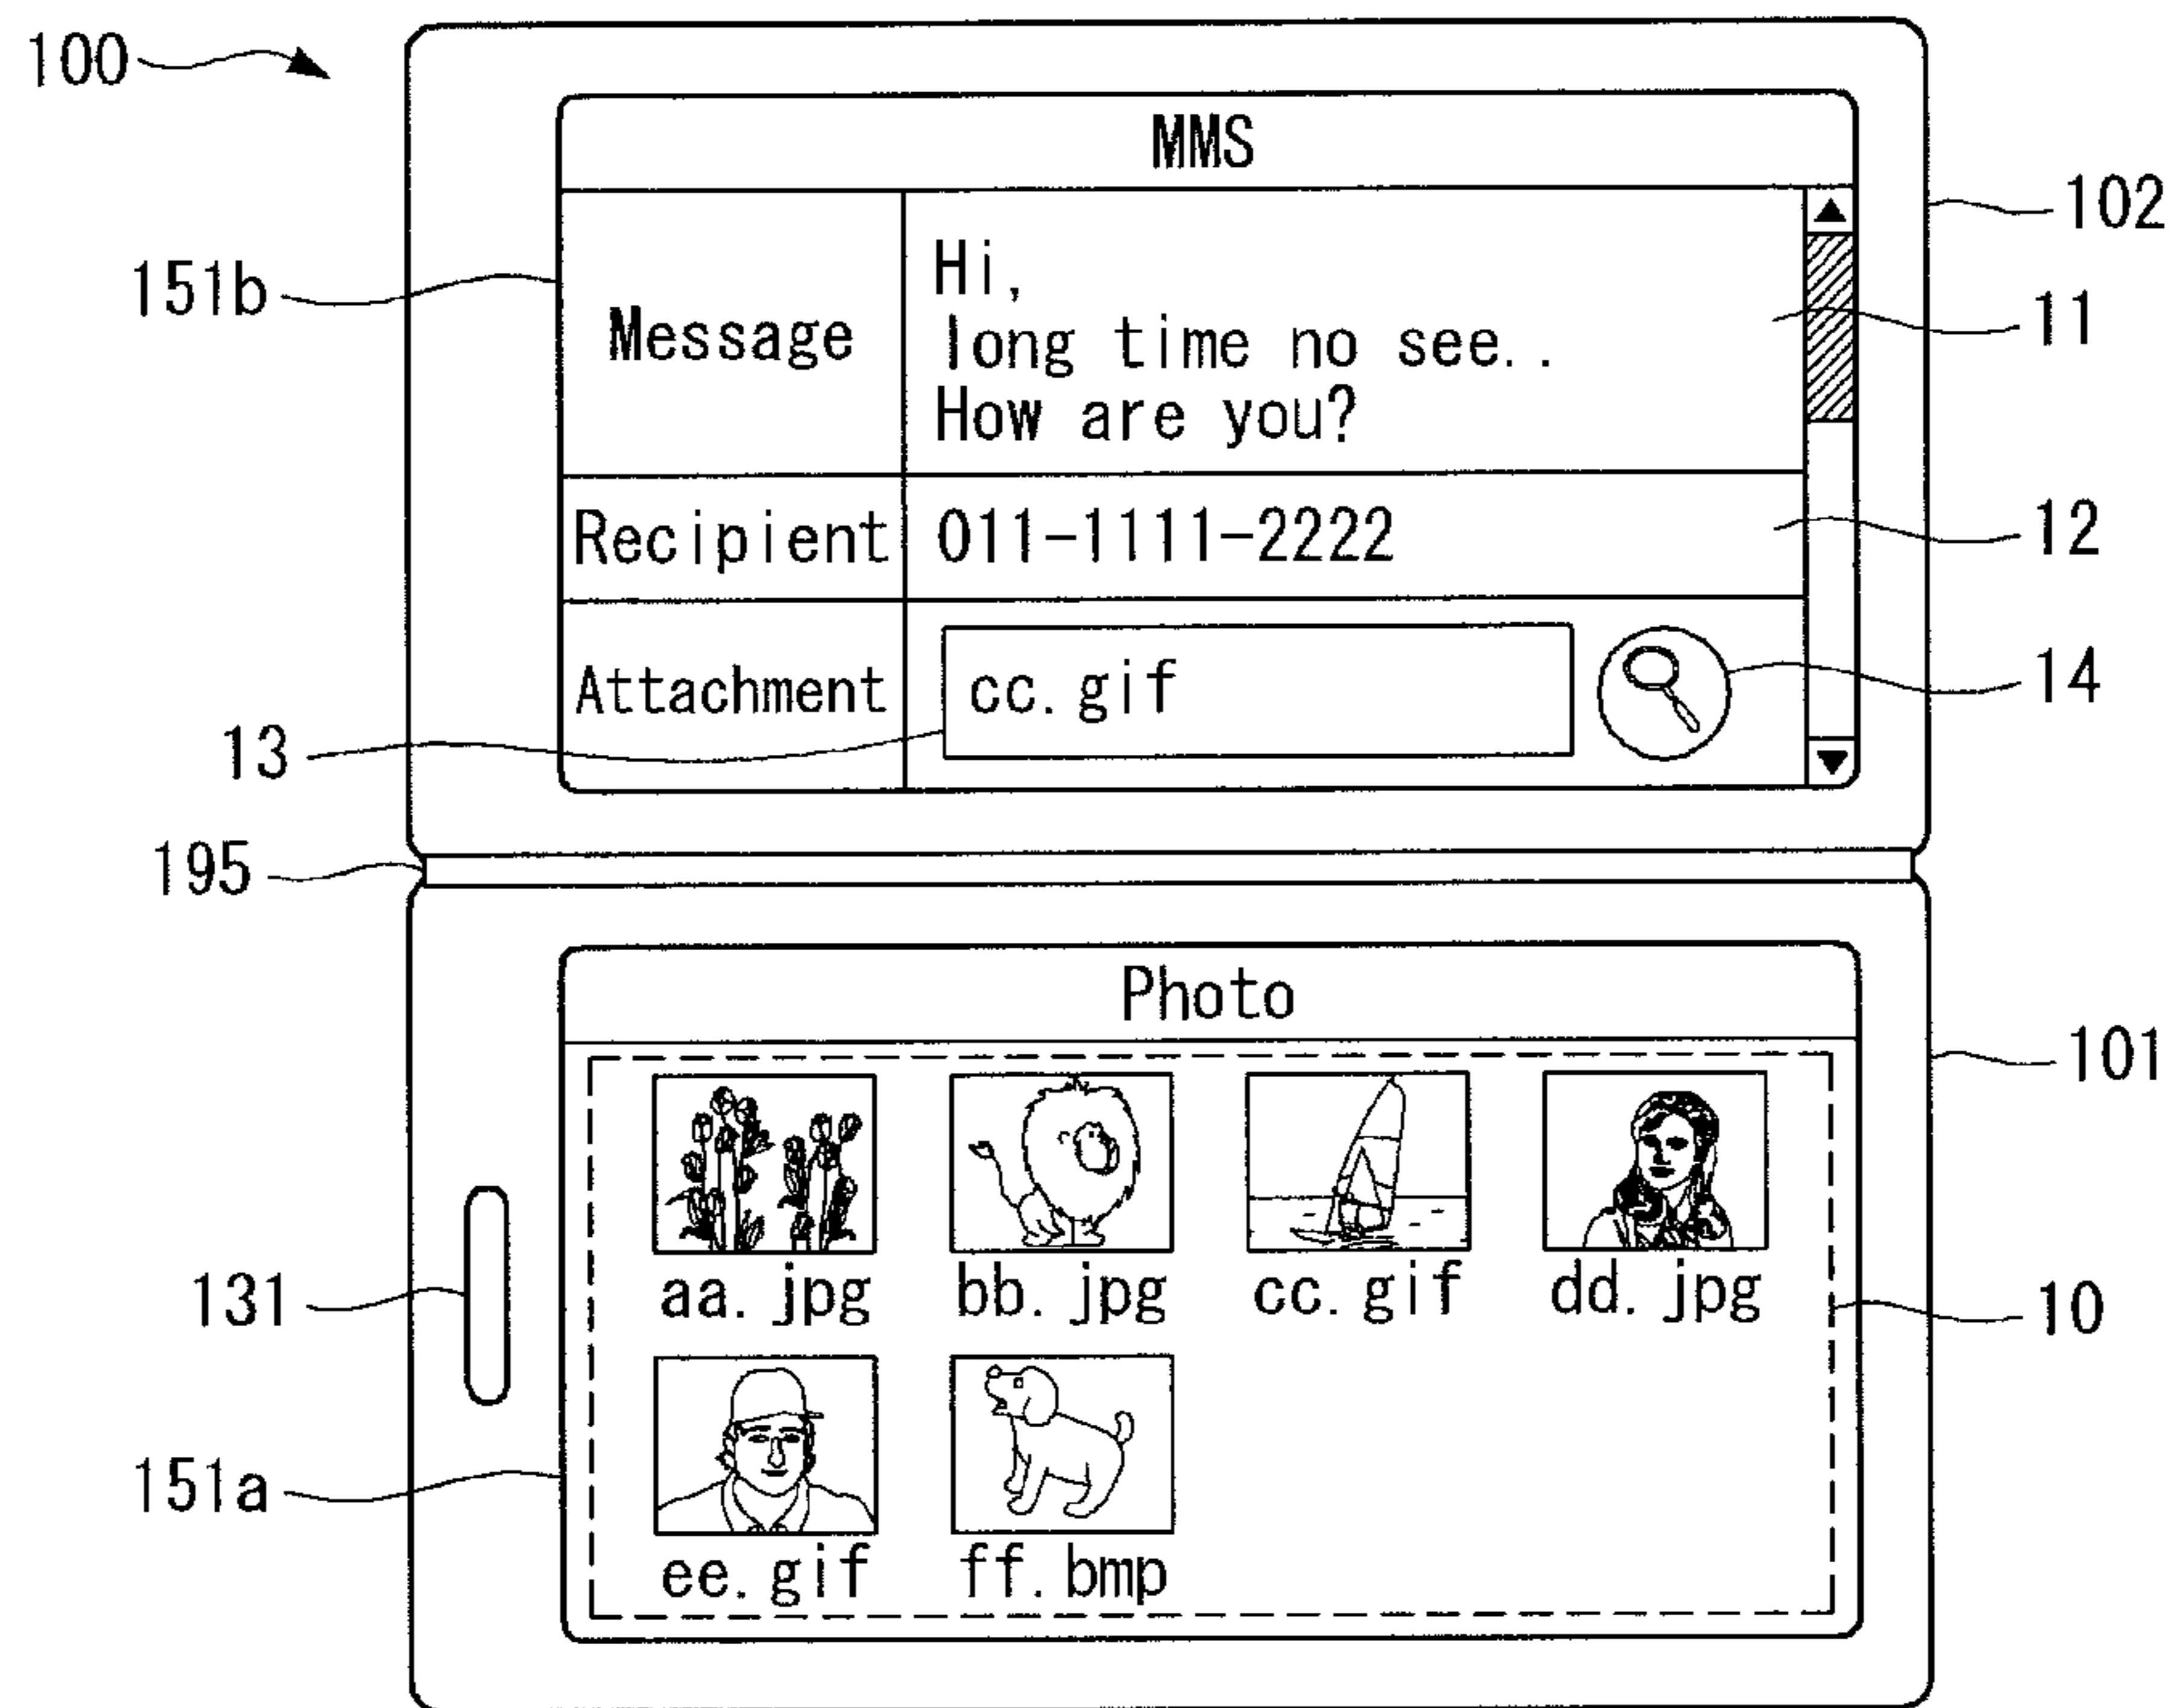 100
MMS
102
151b
Message
Hi,
long time no see..
How are you?
11
Recipient
011-1111-2222
12
Attachment
cc.gif
14
13
195
Photo
101
aa.jpg
bb.jpg
cc.gif
dd.jpg
131
10
151a
ee.gif
ff.bmp